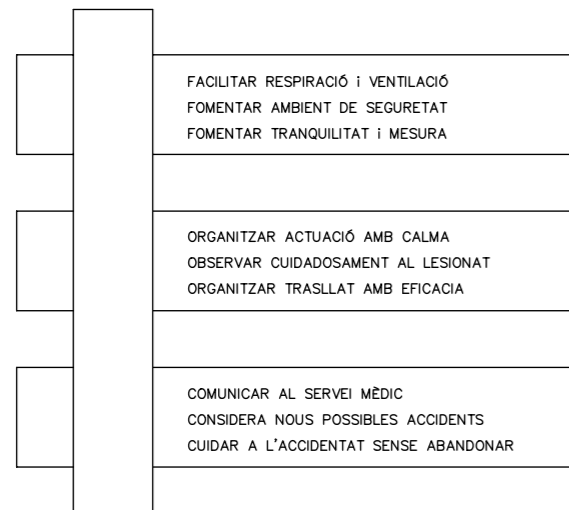 FACILITAR RESPIRACIÓ i VENTILACIÓ
FOMENTAR AMBIENT DE SEGURETAT
FOMENTAR TRANQUILITAT i MESURA
ORGANITZAR ACTUACIÓ AMB CALMA
OBSERVAR CUIDADOSAMENT AL LESIONAT
ORGANITZAR TRASLLAT AMB EFICACIA
COMUNICAR AL SERVEI MÈDIC
CONSIDERA NOUS POSSIBLES ACCIDENTS
CUIDAR A L'ACCIDENTAT SENSE ABANDONAR